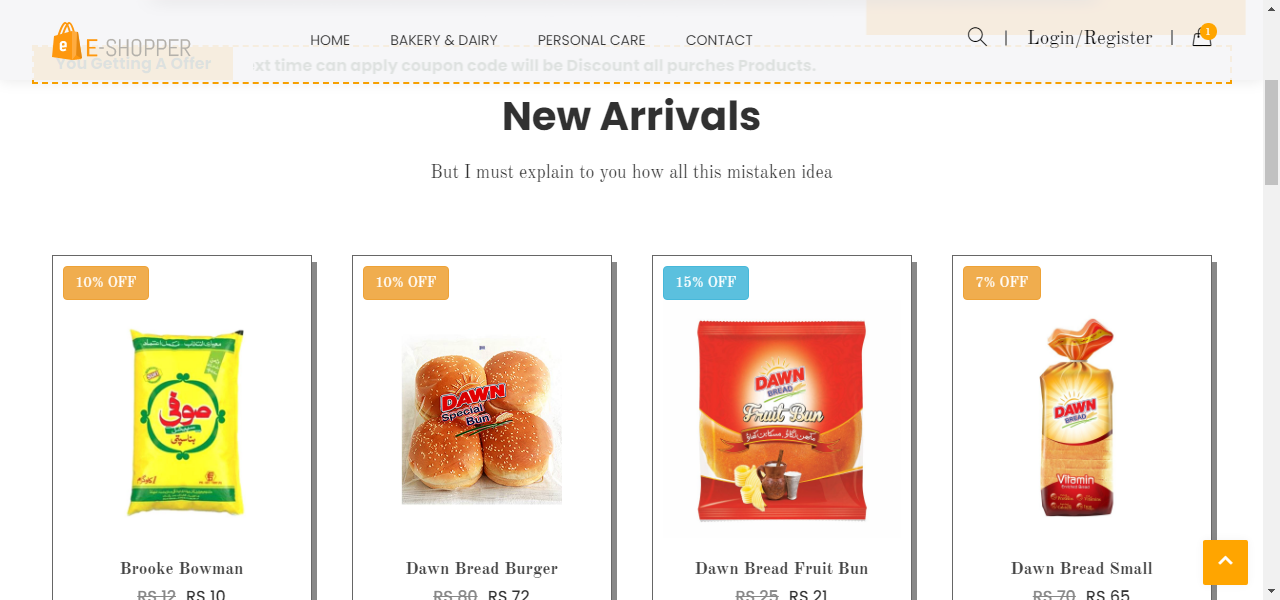 E-SHOPPER
HOME BAKERY & DAIRY PERSONAL CARE CONTACT
| Login/Register | 1
You Getting A Offer
ext time can apply coupon code will be Discount all purches Products.
New Arrivals
But I must explain to you how all this mistaken idea
10% OFF
10% OFF
15% OFF
7% OFF
صوفی
بناسپتی
DAWN
Special
Bun
DAWN
BREAD
Fruit Bun
DAWN
BREAD
Vitamin
Brooke Bowman
RS 12 RS 10
Dawn Bread Burger
RS 80 RS 72
Dawn Bread Fruit Bun
RS 25 RS 21
Dawn Bread Small
RS 70 RS 65